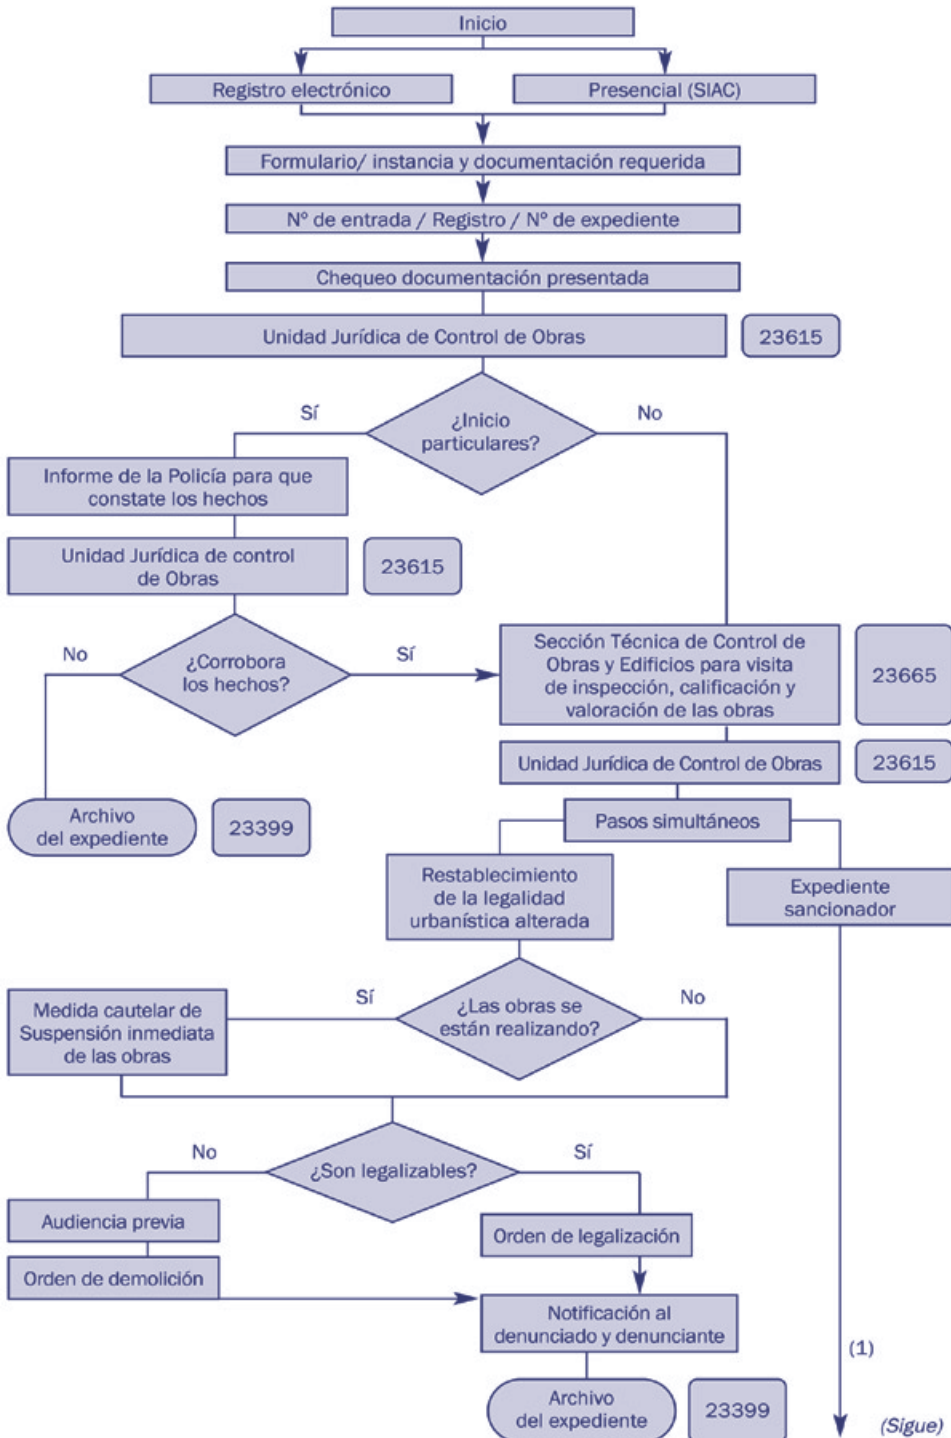 Inicio
Registro electrónico
Presencial (SIAC)
Formulario/ instancia y documentación requerida
Nº de entrada / Registro / Nº de expediente
Chequeo documentación presentada
Unidad Jurídica de Control de Obras
23615
¿Inicio
particulares?
Sí
No
Informe de la Policía para que
constate los hechos
Unidad Jurídica de control
de Obras
23615
¿Corrobora
los hechos?
No
Sí
Sección Técnica de Control de
Obras y Edificios para visita
de inspección, calificación y
valoración de las obras
23665
Unidad Jurídica de Control de Obras
23615
Archivo
del expediente
23399
Pasos simultáneos
Restablecimiento
de la legalidad
urbanística alterada
Expediente
sancionador
¿Las obras se
están realizando?
Sí
No
Medida cautelar de
Suspensión inmediata
de las obras
¿Son legalizables?
No
Sí
Audiencia previa
Orden de legalización
Orden de demolición
Notificación al
denunciado y denunciante
(1)
Archivo
del expediente
23399
(Sigue)